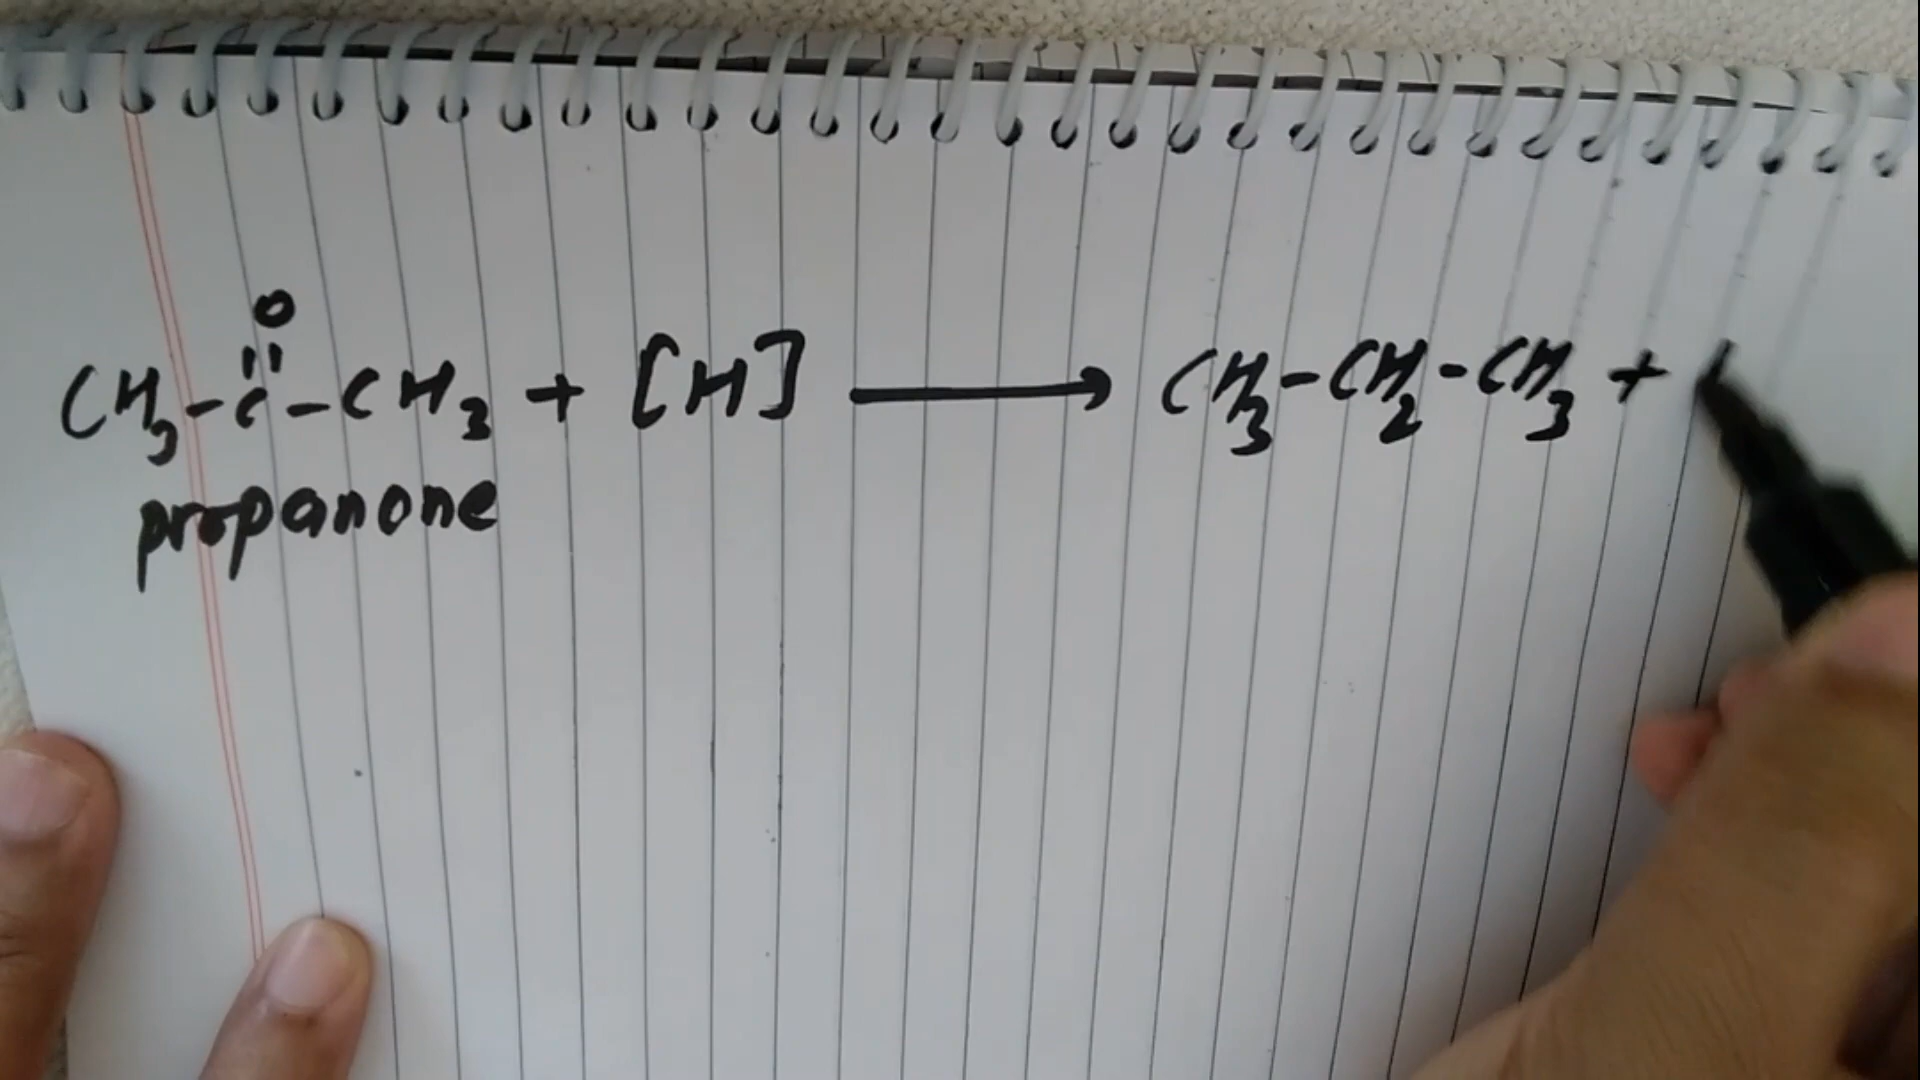 O
CH3-C-CH3 + [H] → CH3-CH2-CH3 +
propanone